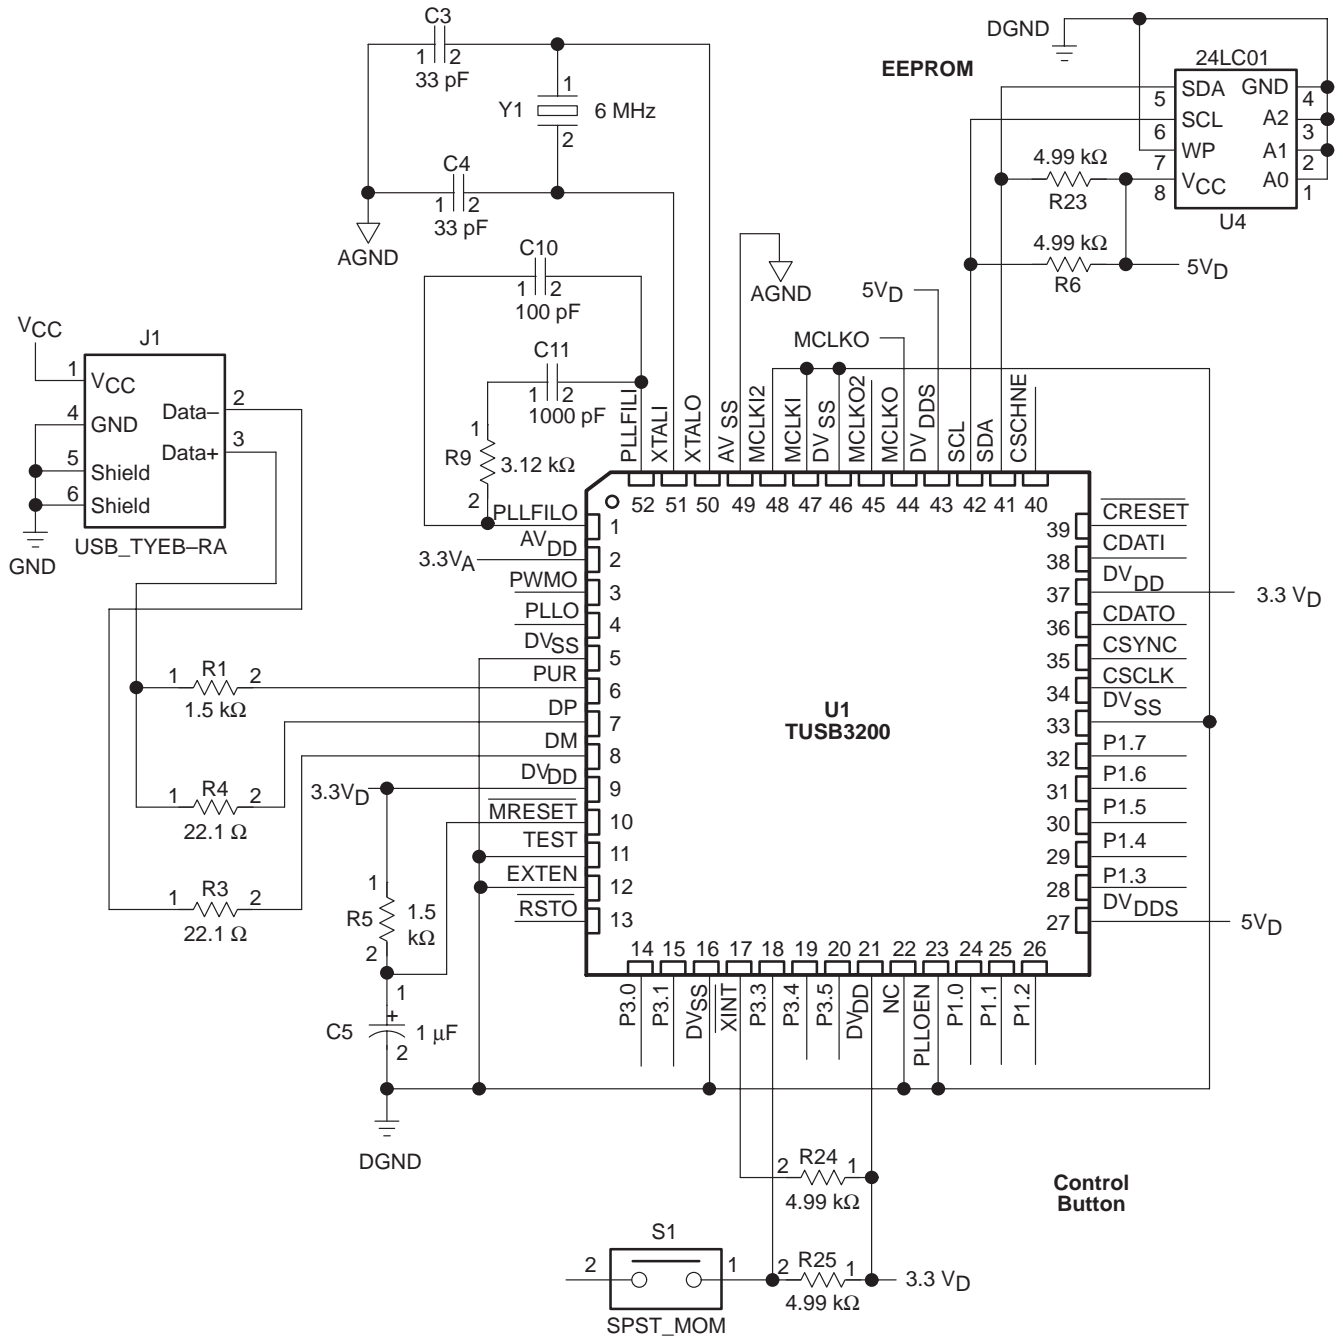 C3
1 2
33 pF
1
Y1
6 MHz
2
C4
1 2
33 pF
AGND
C10
1 2
100 pF
C11
1 2
1000 pF
1
R9
3.12 kΩ
2
AGND
5VD
MCLKO
DGND
EEPROM
24LC01
SDA
GND
5
4
SCL
A2
6
3
WP
A1
7
2
VCC
A0
8
1
U4
4.99 kΩ
R23
4.99 kΩ
R6
5VD
VCC
J1
1
VCC
4
GND
Data–
2
Data+
3
5
Shield
6
Shield
USB_TYEB–RA
GND
PLLFILI
XTALI
XTALO
AVSS
MCLKI2
MCLKI
DVSS
MCLKO2
MCLKO
DVDDS
SCL
SDA
CSCHNE
52 51 50 49 48 47 46 45 44 43 42 41 40
PLLFILO
1
AVDD
3.3VA
2
PWMO
3
PLLO
4
DVSS
5
PUR
6
DP
7
DM
8
DVDD
3.3VD
9
MRESET
10
TEST
11
EXTEN
12
RSTO
13
1 R1 2
1.5 kΩ
1 R4 2
22.1 Ω
1 R3 2
22.1 Ω
1
R5
1.5
kΩ
2
1
+
C5
1 µF
2
DGND
U1
TUSB3200
39
CRESET
38
CDATI
37
DVDD
3.3 VD
36
CDATO
35
CSYNC
34
CSCLK
33
DVSS
32
P1.7
31
P1.6
30
P1.5
29
P1.4
28
P1.3
27
DVDDS
5VD
14 15 16 17 18 19 20 21 22 23 24 25 26
P3.0
P3.1
DVSS
XINT
P3.3
P3.4
P3.5
DVDD
NC
PLLOEN
P1.0
P1.1
P1.2
2 R24 1
4.99 kΩ
Control
Button
S1
2
1
SPST_MOM
2 R25 1
4.99 kΩ
3.3 VD